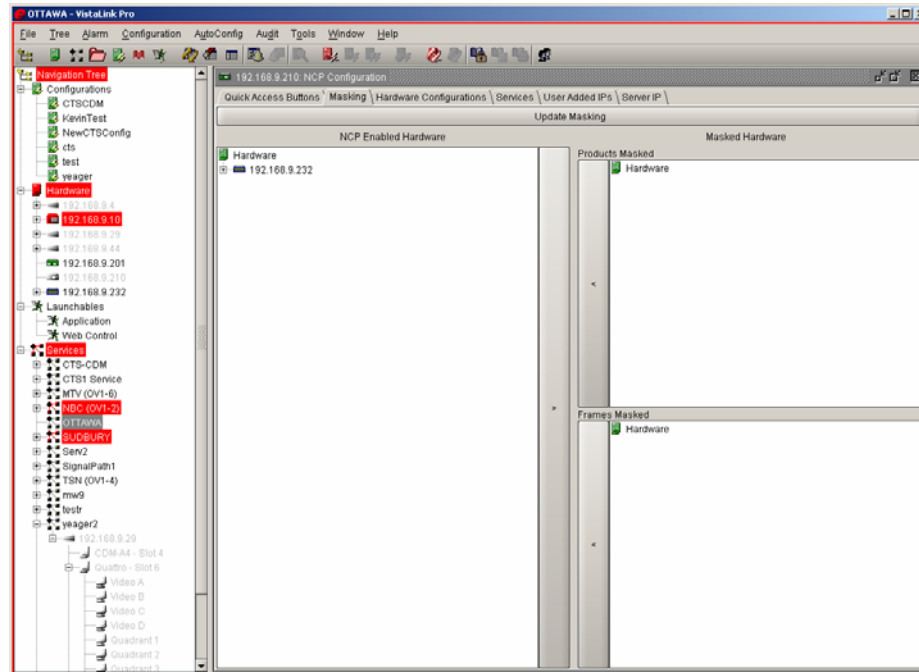 OTTAWA - VistaLink Pro
File Tree Alarm Configuration AutoConfig Audit Tools Window Help
Navigation Tree
Configurations
CTSCDM
KevinTest
NewCTSConfig
cts
test
yeager
Hardware
192.168.9.4
192.168.9.10
192.168.9.29
192.168.9.44
192.168.9.201
192.168.9.210
192.168.9.232
Launchables
Application
Web Control
Services
CTS-CDM
CTS1 Service
MTV (OV1-6)
NBC (OV1-2)
OTTAWA
SUDBURY
Serv2
SignalPath1
TSN (OV1-4)
mw9
testr
yeager2
192.168.9.29
CDM-A4 - Slot 4
Quattro - Slot 6
Video A
Video B
Video C
Video D
Quadrant 1
Quadrant 2
Quadrant 3
192.168.9.210: NCP Configuration
Quick Access Buttons Masking Hardware Configurations Services User Added IPs Server IP
Update Masking
NCP Enabled Hardware
Hardware
192.168.9.232
>
Masked Hardware
Products Masked
Hardware
<
Frames Masked
Hardware
<